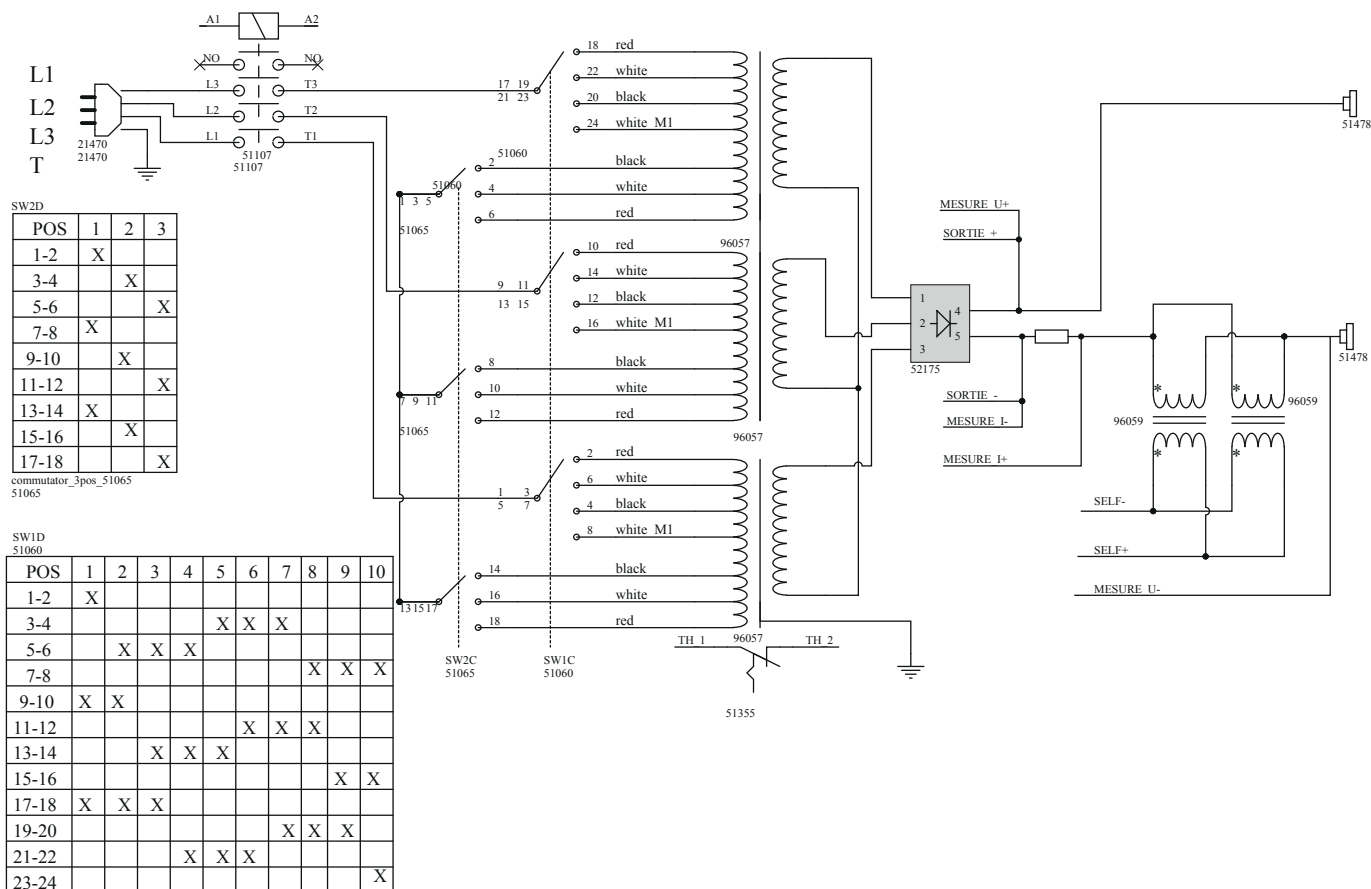 A1 A2
NO NO
L1
L2
L3
T
21470
21470
L3 T3
L2 T2
L1 T1
51107
51107
17 19
21 23
18 red
22 white
20 black
24 white M1
51060
2 black
4 white
6 red
51060
1 3 5
51065
96057
9 11
13 15
10 red
14 white
12 black
16 white M1
8 black
10 white
12 red
7 9 11
51065
96057
1 3
5 7
2 red
6 white
4 black
8 white M1
14 black
16 white
18 red
13 15 17
SW2C
51065
SW1C
51060
TH_1 96057 TH_2
51355
MESURE_U+
SORTIE_+
1
2
3
4
5
52175
SORTIE_-
MESURE_I-
MESURE_I+
51478
51478
* *
96059 96059
* *
SELF-
SELF+
MESURE_U-
SW2D
POS 1 2 3
1-2 X
3-4 X
5-6 X
7-8 X
9-10 X
11-12 X
13-14 X
15-16 X
17-18 X
commutator_3pos_51065
51065
SW1D
51060
POS 1 2 3 4 5 6 7 8 9 10
1-2 X
3-4 X X X
5-6 X X X
7-8 X X X
9-10 X X
11-12 X X X
13-14 X X X
15-16 X X
17-18 X X X
19-20 X X X
21-22 X X X
23-24 X